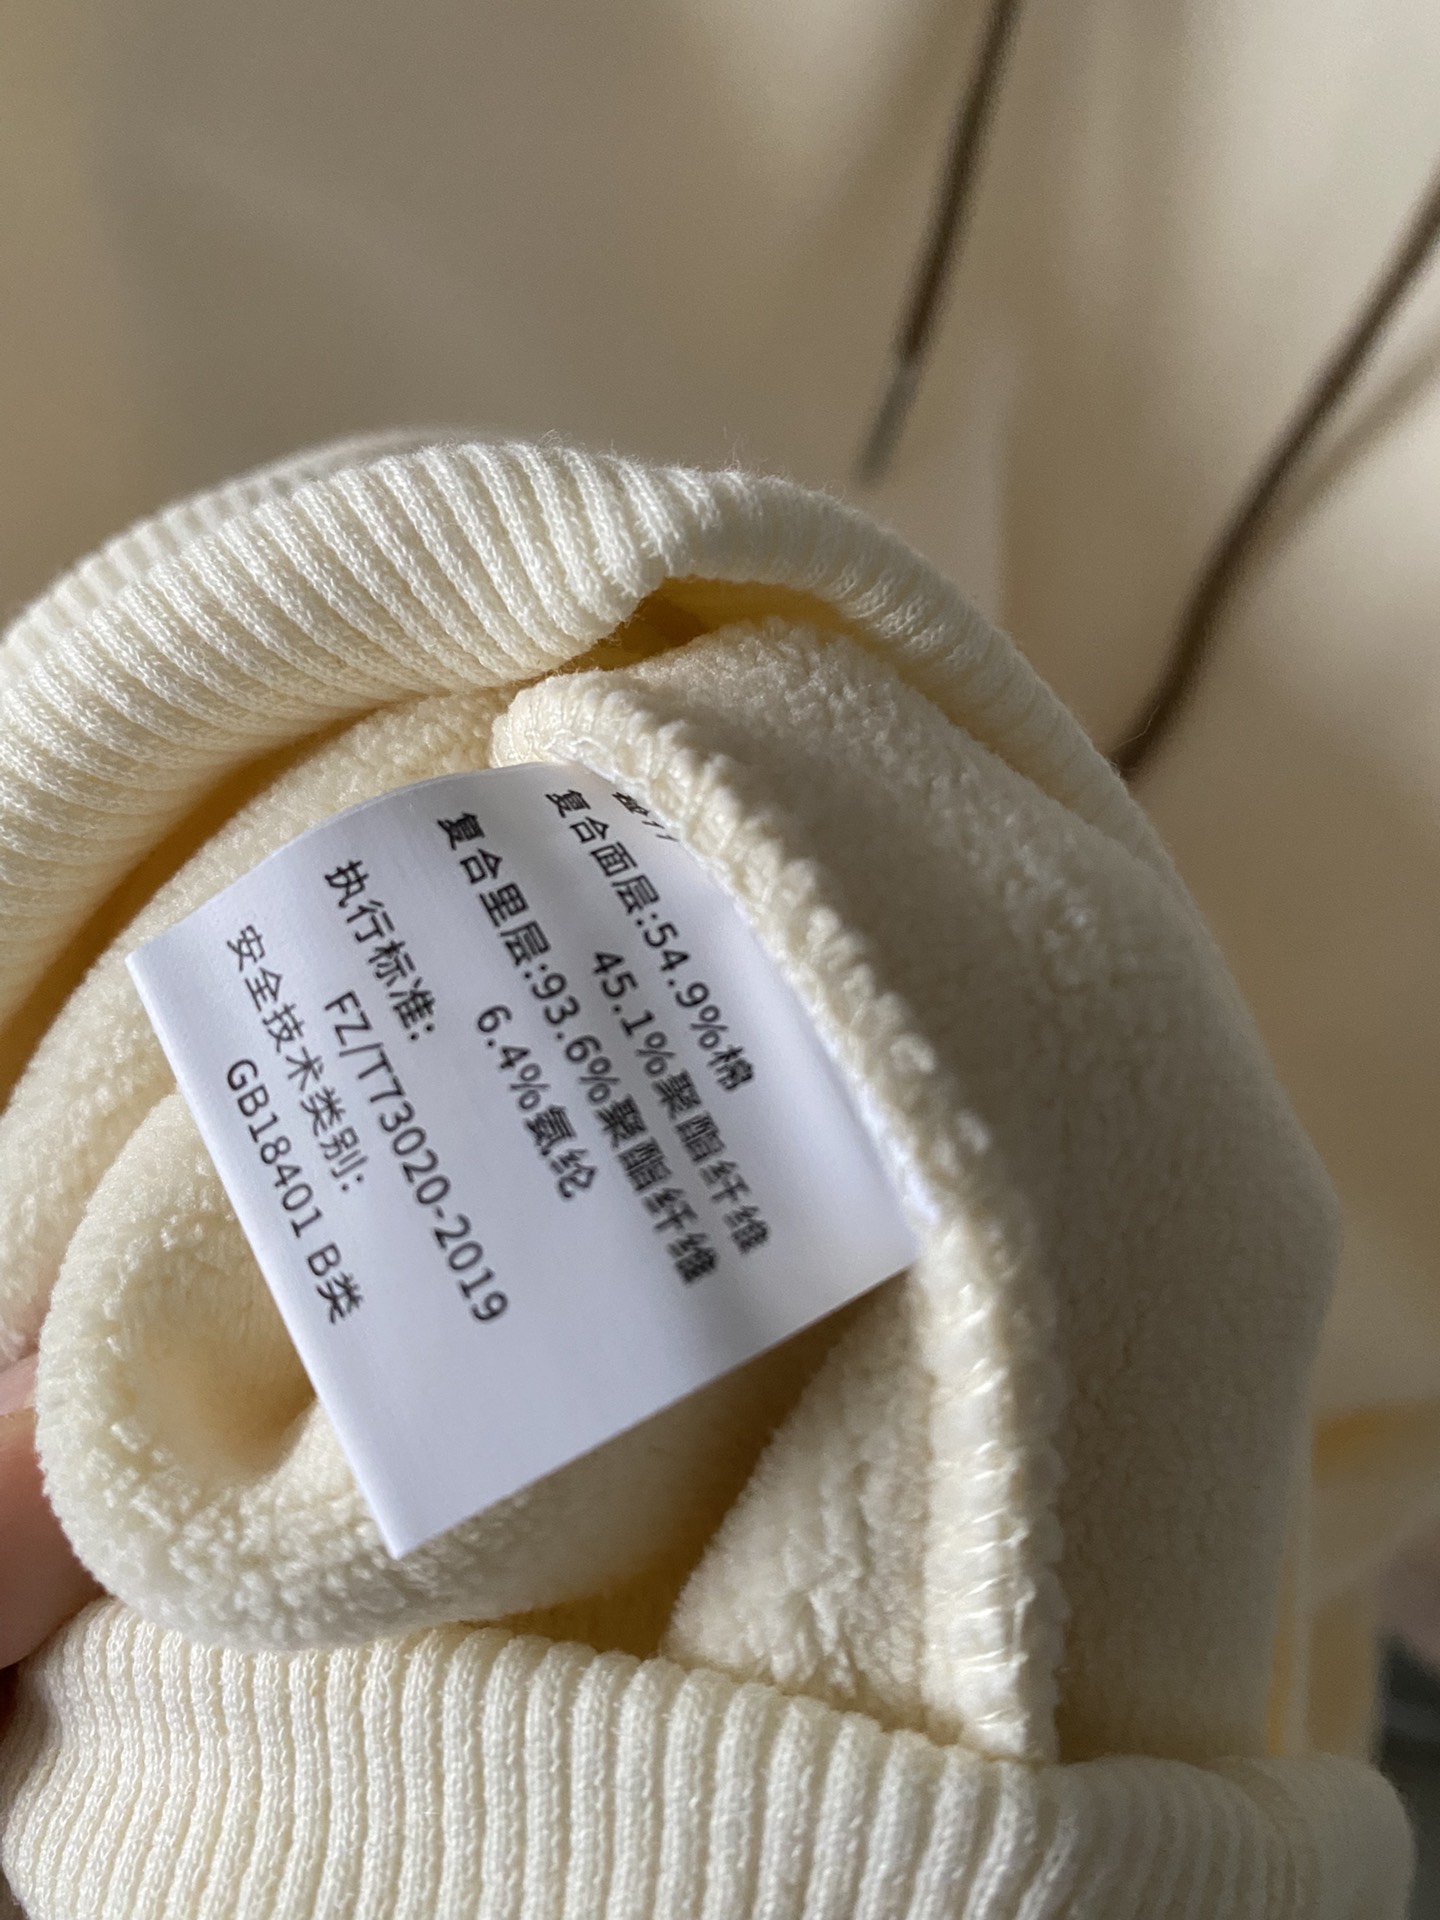 复合面层:54.9%棉
45.1%聚酯纤维
复合里层:93.6%聚酯纤维
6.4%氨纶
执行标准:
FZ/T73020-2019
安全技术类别:
GB18401 B类